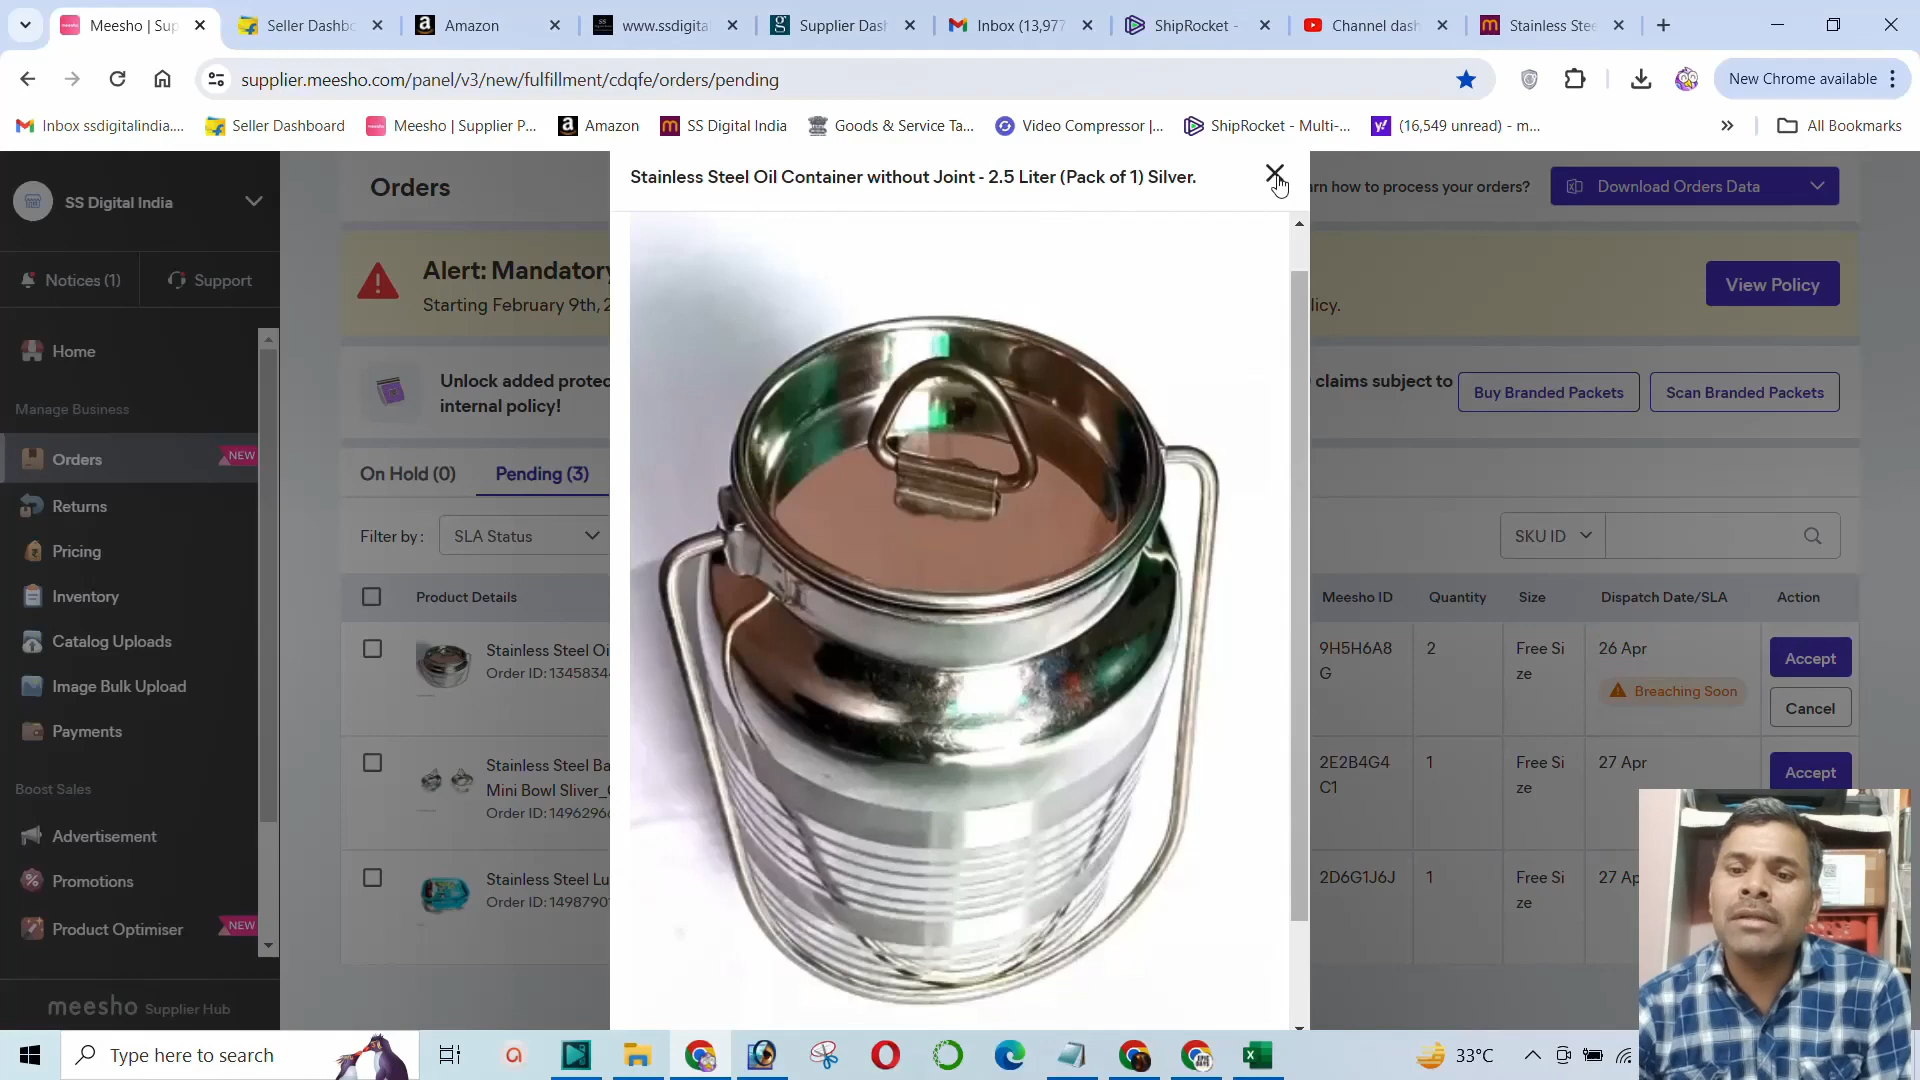 Meesho | Sup
Seller Dashb
Amazon
www.ssdigita
Supplier Das
Inbox (13,977
ShipRocket -
Channel dash
Stainless Stee
supplier.meesho.com/panel/v3/new/fulfillment/cdqfe/orders/pending
New Chrome available
Inbox ssdigitalindia....
Seller Dashboard
Meesho | Supplier P...
Amazon
SS Digital India
Goods & Service Ta...
Video Compressor |...
ShipRocket - Multi-...
(16,549 unread) - m...
All Bookmarks
SS Digital India
Notices (1)
Support
Home
Manage Business
Orders
NEW
Returns
Pricing
Inventory
Catalog Uploads
Image Bulk Upload
Payments
Boost Sales
Advertisement
Promotions
Product Optimiser
NEW
meesho Supplier Hub
Orders
rn how to process your orders?
Download Orders Data
Alert: Mandatory
Starting February 9th, 2
licy.
View Policy
Unlock added protec
internal policy!
claims subject to
Buy Branded Packets
Scan Branded Packets
On Hold (0)
Pending (3)
Filter by :
SLA Status
SKU ID
Product Details
Meesho ID
Quantity
Size
Dispatch Date/SLA
Action
Stainless Steel Oi
Order ID: 1345834
9H5H6A8
G
2
Free Si
ze
26 Apr
Breaching Soon
Accept
Cancel
Stainless Steel Ba
Mini Bowl Sliver_
Order ID: 1496296
2E2B4G4
C1
1
Free Si
ze
27 Apr
Accept
Stainless Steel Lu
Order ID: 1498790
2D6G1J6J
1
Free Si
ze
27 Ap
Stainless Steel Oil Container without Joint - 2.5 Liter (Pack of 1) Silver.
Type here to search
33°C